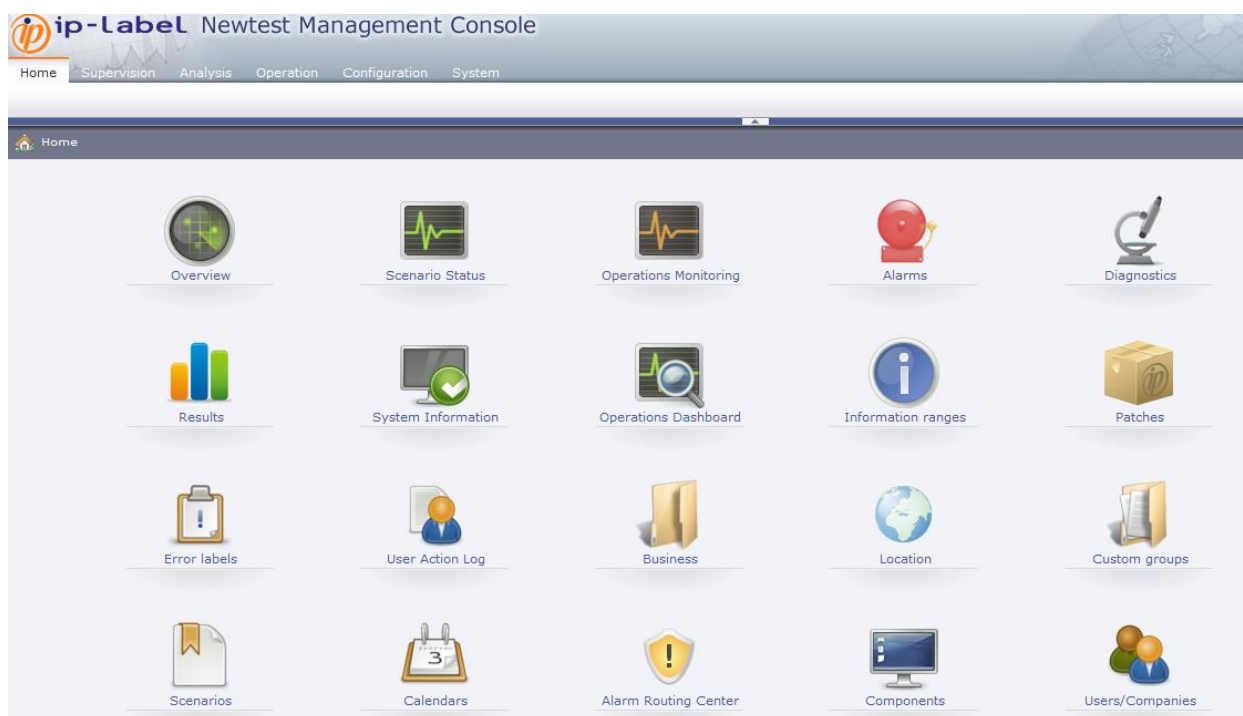 ip-Label Newtest Management Console
Home Supervision Analysis Operation Configuration System
Home
Overview Scenario Status Operations Monitoring Alarms Diagnostics
Results System Information Operations Dashboard Information ranges Patches
Error labels User Action Log Business Location Custom groups
3
Scenarios Calendars Alarm Routing Center Components Users/Companies